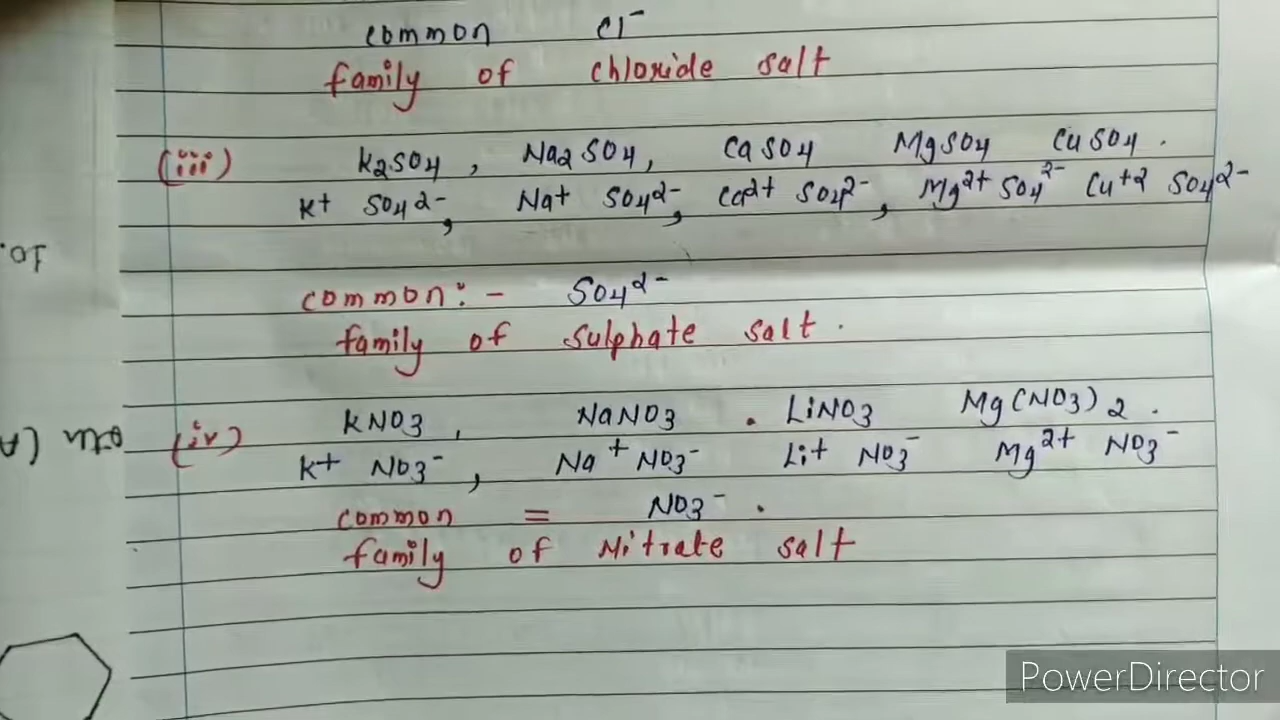 common Cl⁻
family of chloride salt
(iii) K2SO4, Na2SO4, CaSO4 MgSO4 CuSO4.
K+ SO4 2-, Na+ SO4 2-, Ca2+ SO4 2-, Mg2+ SO4 2- Cu+2 SO4 2-
10.
common:- SO4 2-
family of sulphate salt.
(iv) KNO3, NaNO3 . LiNO3 Mg(NO3)2.
K+ NO3⁻, Na+ NO3⁻ Li+ NO3⁻ Mg2+ NO3⁻
common = NO3⁻.
family of Nitrate salt
PowerDirector